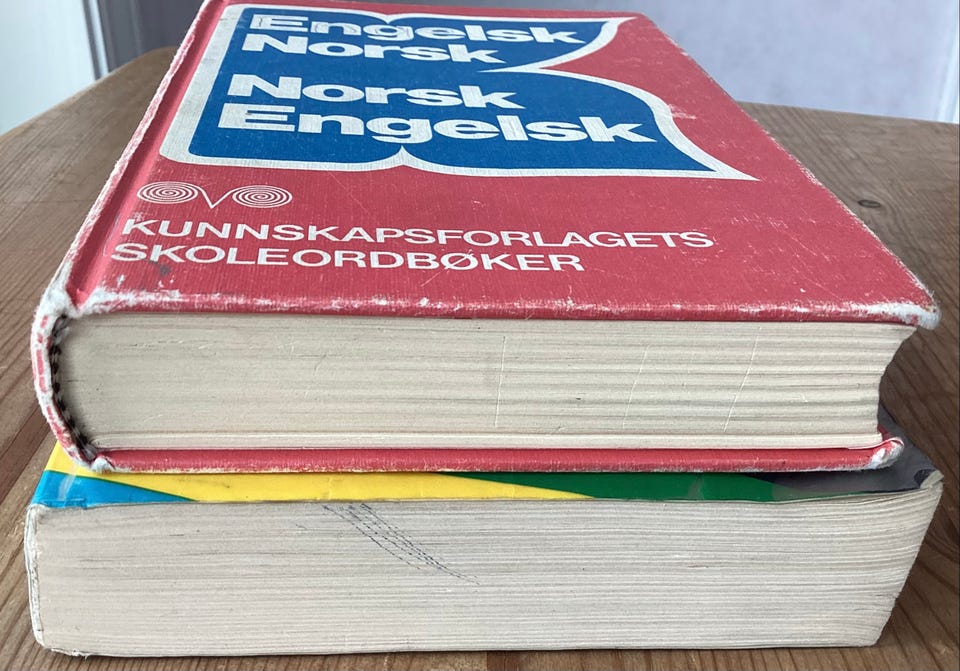 Engelsk
Norsk
Norsk
Engelsk
KUNNSKAPSFORLAGETS
SKOLEORDBØKER